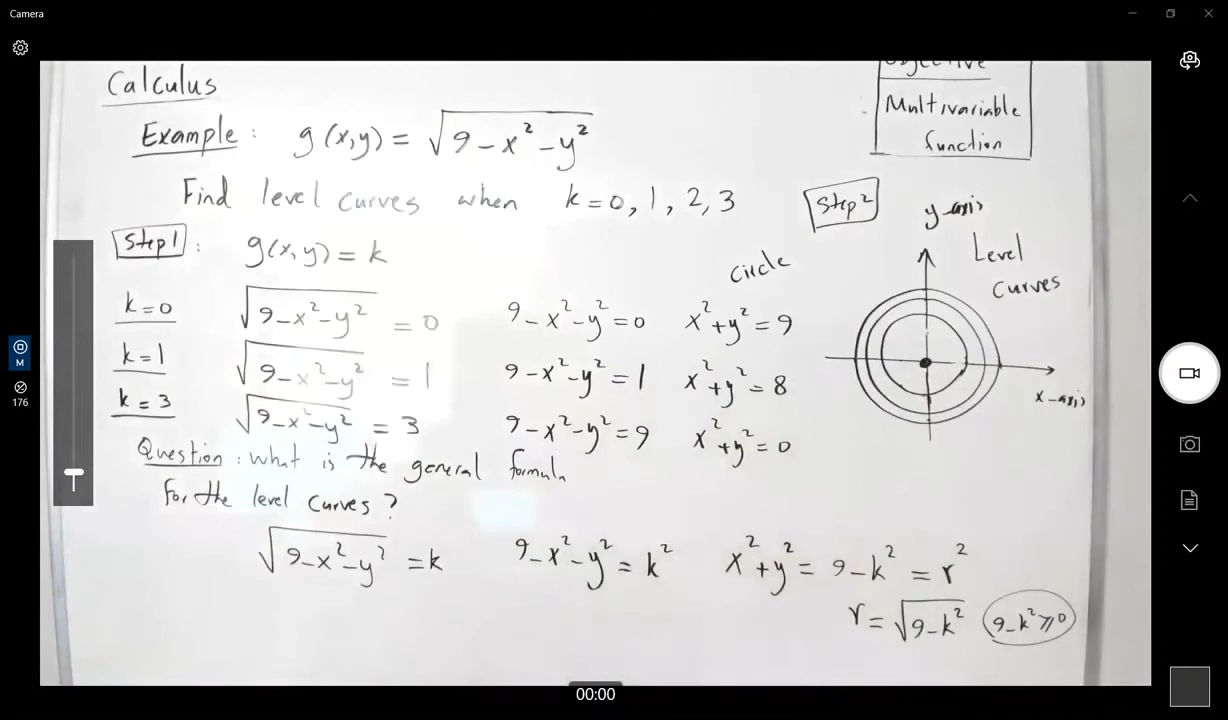 Camera
Calculus
Objective
Multivariable
function
Example : g(x,y) = √(9-x²-y²)
Find level curves when k=0, 1, 2, 3
Step 1 : g(x,y) = k
k=0 √(9-x²-y²) = 0 9-x²-y²=0 x²+y²=9
k=1 √(9-x²-y²) = 1 9-x²-y²=1 x²+y²=8
k=3 √(9-x²-y²) = 3 9-x²-y²=9 x²+y²=0
circle
Step 2
y-axis
Level
Curves
x-axis
Question: what is the general formula
for the level curves?
√(9-x²-y²) = k 9-x²-y² = k² x²+y² = 9-k² = r²
r = √(9-k²) 9-k²⩾0
M
176
00:00